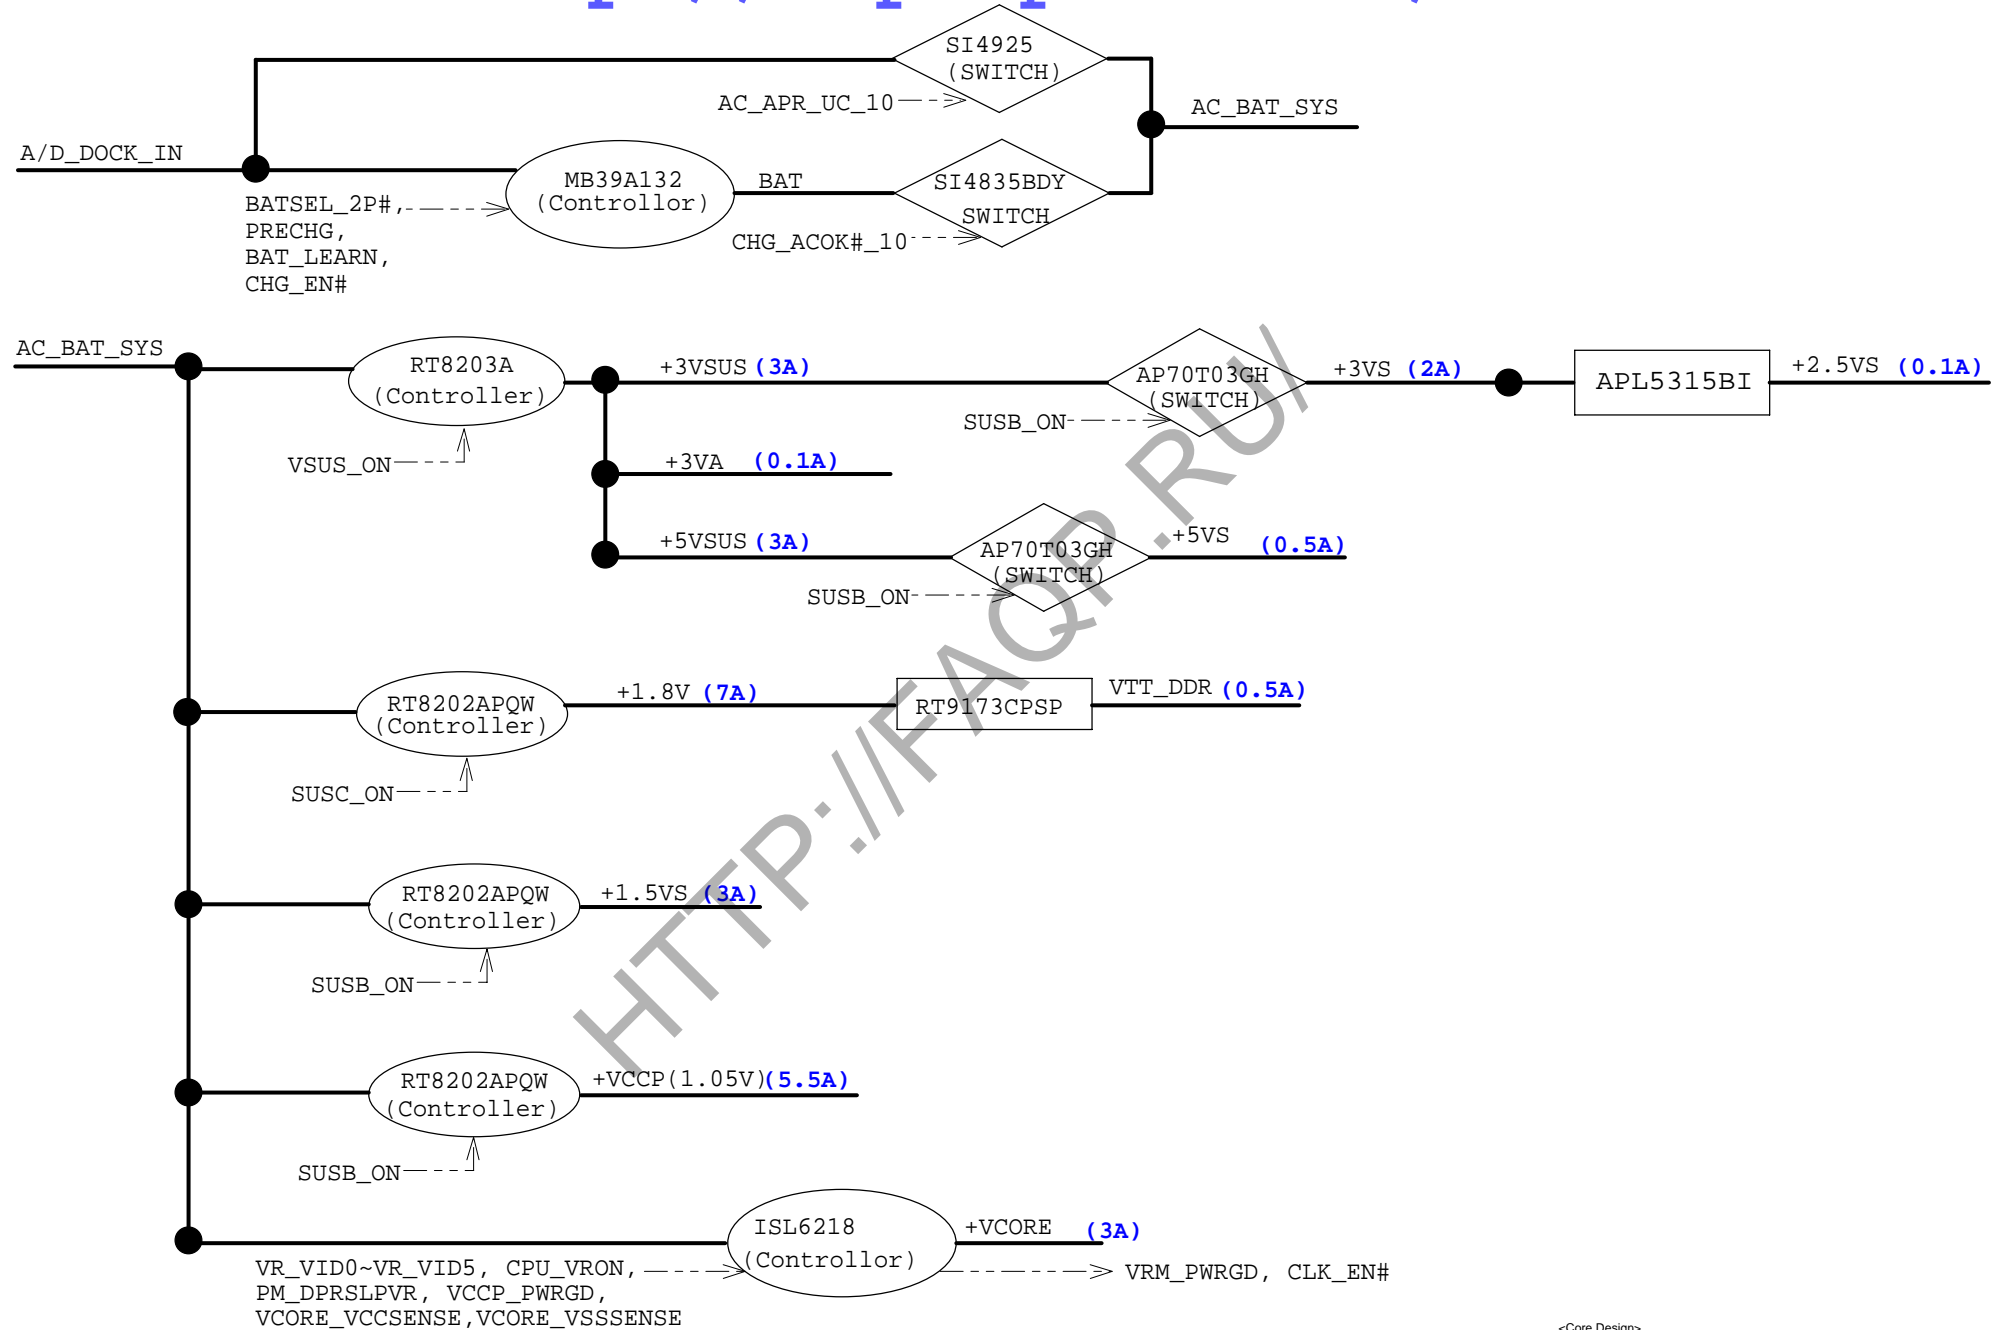 SI4925
(SWITCH)
AC_APR_UC_10
AC_BAT_SYS
A/D_DOCK_IN
MB39A132
(Controllor)
BAT
SI4835BDY
SWITCH
BATSEL_2P#,
PRECHG,
BAT_LEARN,
CHG_EN#
CHG_ACOK#_10
AC_BAT_SYS
RT8203A
(Controller)
VSUS_ON
+3VSUS (3A)
AP70T03GH
(SWITCH)
SUSB_ON
+3VS (2A)
APL5315BI
+2.5VS (0.1A)
+3VA (0.1A)
+5VSUS (3A)
AP70T03GH
(SWITCH)
SUSB_ON
+5VS (0.5A)
RT8202APQW
(Controller)
SUSC_ON
+1.8V (7A)
RT9173CPSP
VTT_DDR (0.5A)
RT8202APQW
(Controller)
SUSB_ON
+1.5VS (3A)
RT8202APQW
(Controller)
SUSB_ON
+VCCP(1.05V) (5.5A)
ISL6218
(Controllor)
+VCORE (3A)
VR_VID0~VR_VID5, CPU_VRON,
PM_DPRSLPVR, VCCP_PWRGD,
VCORE_VCCSENSE,VCORE_VSSSENSE
VRM_PWRGD, CLK_EN#
HTTP://FAQP.RU/
<Core Design>